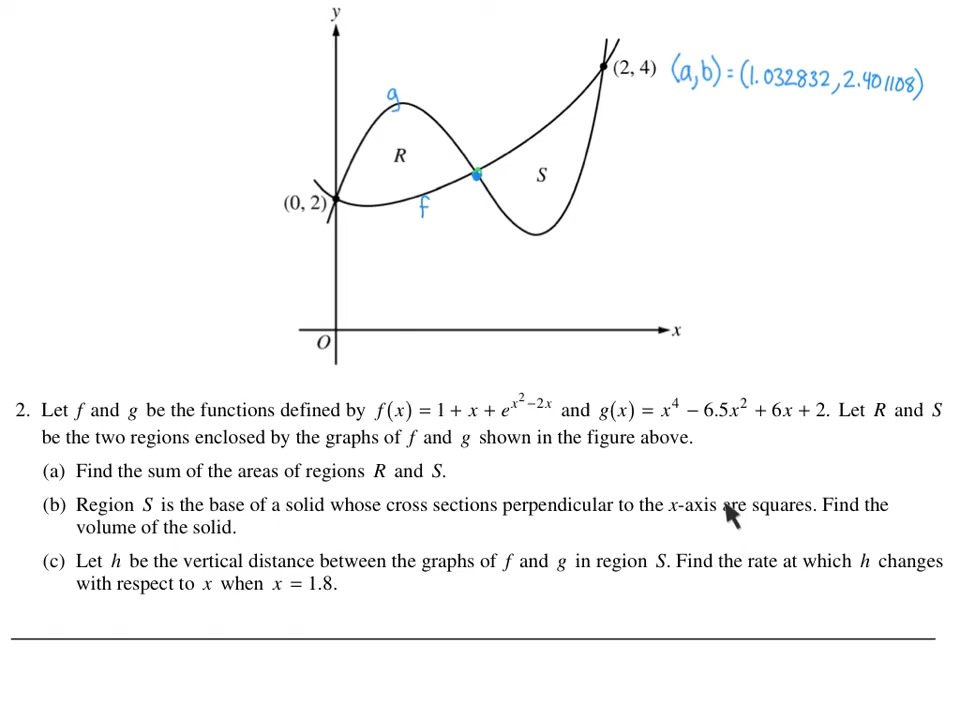 y
(2, 4) (a,b) = (1.032832, 2.401108)
g
R
S
(0, 2)
f
x
O
2. Let f and g be the functions defined by f(x) = 1 + x + e^{x^2−2x} and g(x) = x^4 − 6.5x^2 + 6x + 2. Let R and S
be the two regions enclosed by the graphs of f and g shown in the figure above.
(a) Find the sum of the areas of regions R and S.
(b) Region S is the base of a solid whose cross sections perpendicular to the x-axis are squares. Find the
volume of the solid.
(c) Let h be the vertical distance between the graphs of f and g in region S. Find the rate at which h changes
with respect to x when x = 1.8.